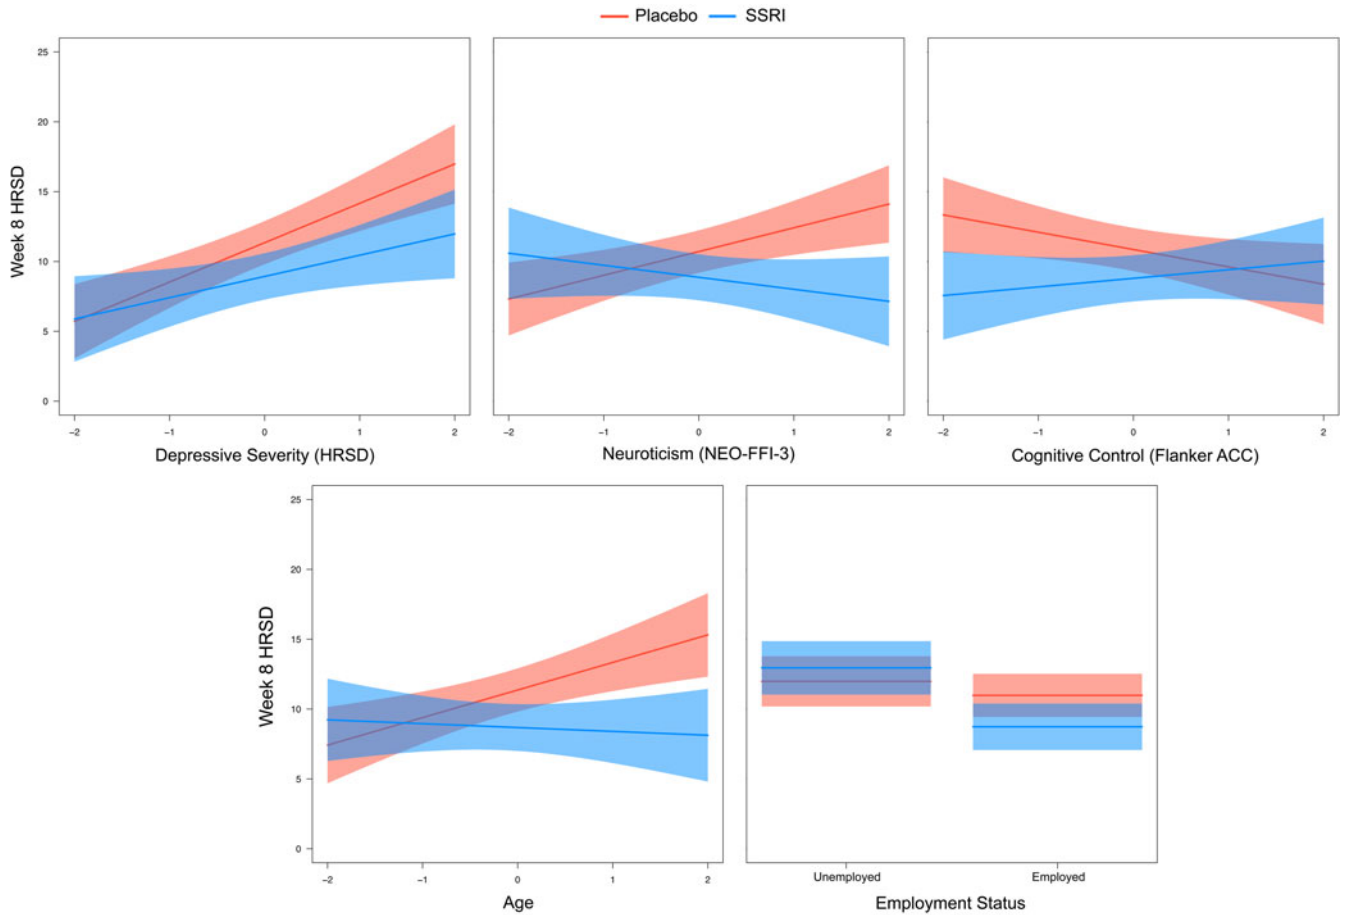 Placebo SSRI
25
20
15
10
5
0
Week 8 HRSD
-2 -1 0 1 2
-2 -1 0 1 2
-2 -1 0 1 2
Depressive Severity (HRSD)
Neuroticism (NEO-FFI-3)
Cognitive Control (Flanker ACC)
25
20
15
10
5
0
Week 8 HRSD
-2 -1 0 1 2
Unemployed Employed
Age
Employment Status